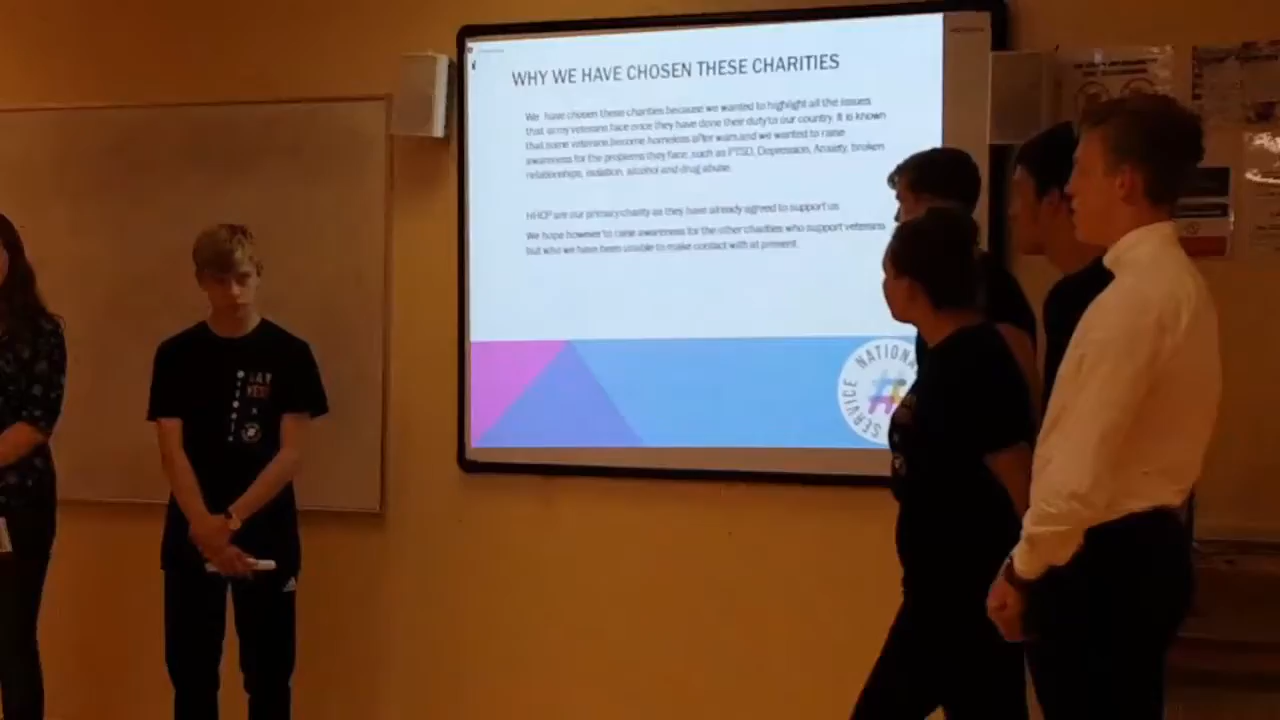 WHY WE HAVE CHOSEN THESE CHARITIES
We have chosen these charities because we wanted to highlight all the issues
that army veterans face once they have done their duty to our country. It is known
that some veterans become homeless after wars and we wanted to raise
awareness for the problems they face, such as PTSD, Depression, Anxiety, broken
relationships, isolation, alcohol and drug abuse.
HHCP are our primary charity as they have already agreed to support us
We hope however to raise awareness for the other charities who support veterans
but who we have been unable to make contact with at present.
NATIONA
SERVICE
SAY
YES